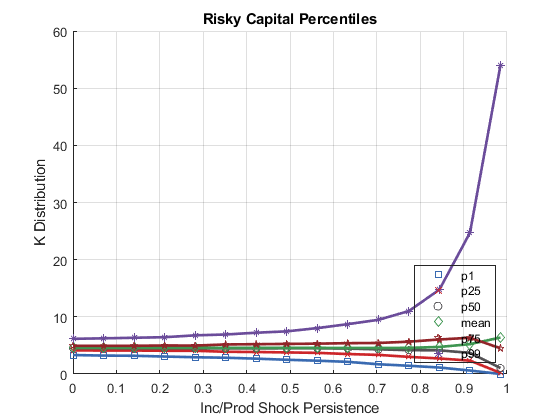 Risky Capital Percentiles
60
50
40
30
20
10
0
K Distribution
p1
p25
p50
mean
p75
p99
0 0.1 0.2 0.3 0.4 0.5 0.6 0.7 0.8 0.9 1
Inc/Prod Shock Persistence